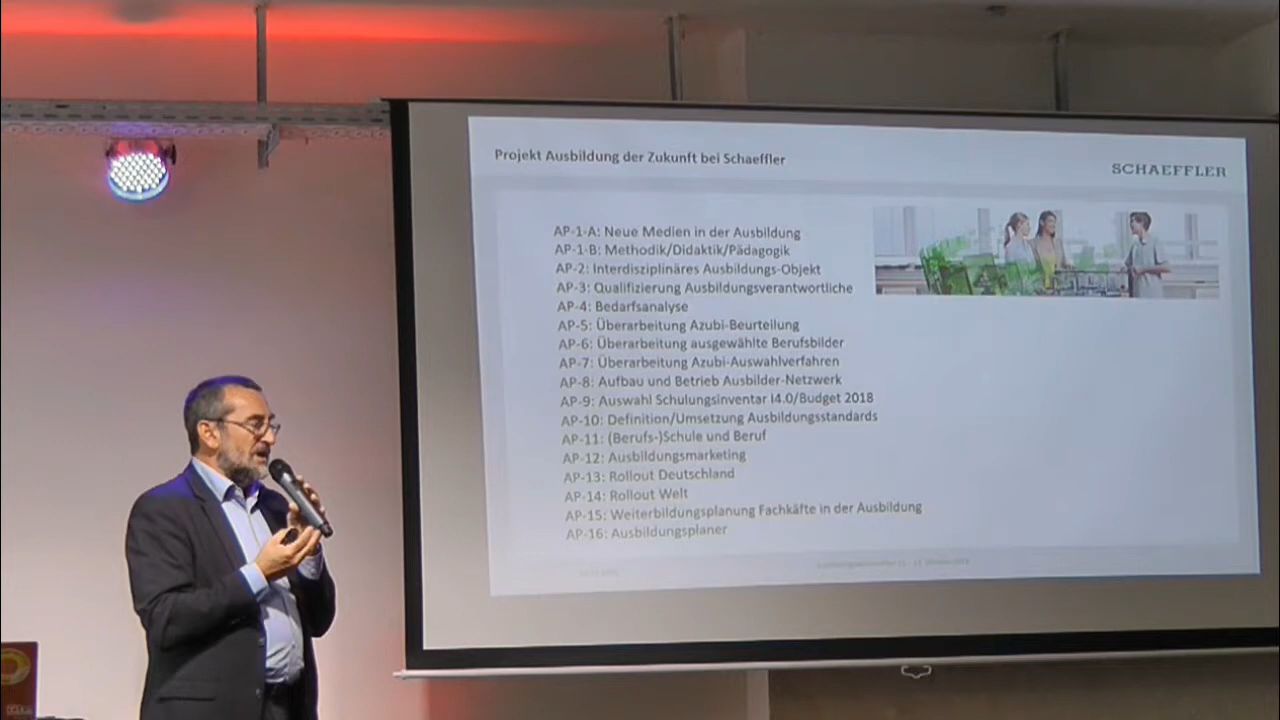 Projekt Ausbildung der Zukunft bei Schaeffler
SCHAEFFLER
AP-1-A: Neue Medien in der Ausbildung
AP-1-B: Methodik/Didaktik/Pädagogik
AP-2: Interdisziplinäres Ausbildungs-Objekt
AP-3: Qualifizierung Ausbildungsverantwortliche
AP-4: Bedarfsanalyse
AP-5: Überarbeitung Azubi-Beurteilung
AP-6: Überarbeitung ausgewählte Berufsbilder
AP-7: Überarbeitung Azubi-Auswahlverfahren
AP-8: Aufbau und Betrieb Ausbilder-Netzwerk
AP-9: Auswahl Schulungsinventar I4.0/Budget 2018
AP-10: Definition/Umsetzung Ausbildungsstandards
AP-11: (Berufs-)Schule und Beruf
AP-12: Ausbildungsmarketing
AP-13: Rollout Deutschland
AP-14: Rollout Welt
AP-15: Weiterbildungsplanung Fachkäfte in der Ausbildung
AP-16: Ausbildungsplaner